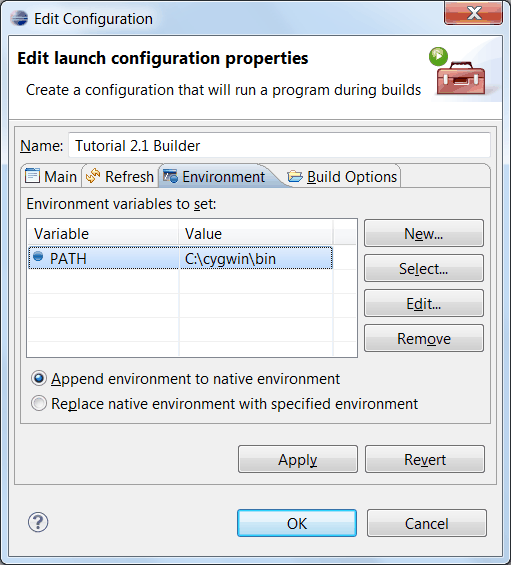 Edit Configuration
Edit launch configuration properties
Create a configuration that will run a program during builds
Name: Tutorial 2.1 Builder
Main Refresh Environment Build Options
Environment variables to set:
Variable Value
PATH C:\cygwin\bin
New...
Select...
Edit...
Remove
Append environment to native environment
Replace native environment with specified environment
Apply Revert
? OK Cancel